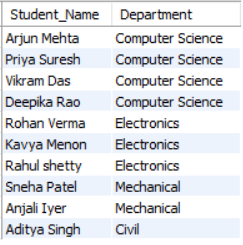 Student_Name Department
Arjun Mehta Computer Science
Priya Suresh Computer Science
Vikram Das Computer Science
Deepika Rao Computer Science
Rohan Verma Electronics
Kavya Menon Electronics
Rahul shetty Electronics
Sneha Patel Mechanical
Anjali Iyer Mechanical
Aditya Singh Civil